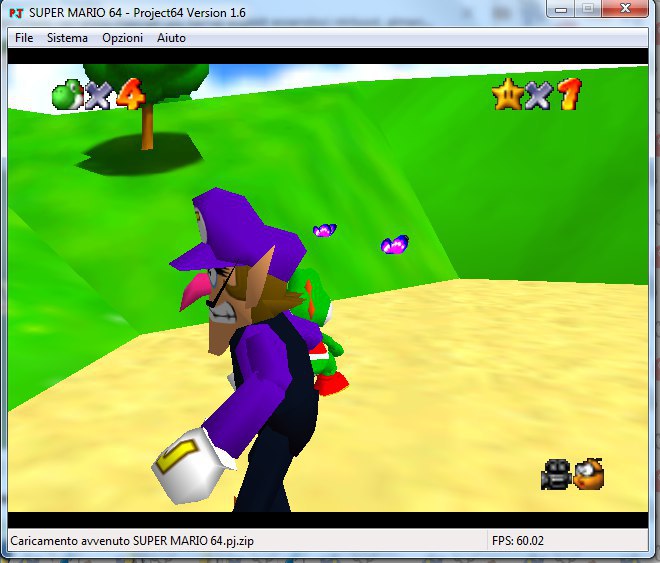 SUPER MARIO 64 - Project64 Version 1.6
File Sistema Opzioni Aiuto
X 4
X 1
Caricamento avvenuto SUPER MARIO 64.pj.zip FPS: 60.02